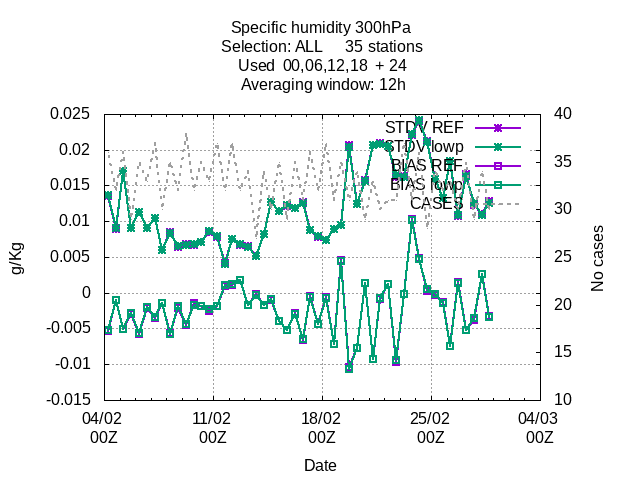 Specific humidity 300hPa
Selection: ALL 35 stations
Used 00,06,12,18 + 24
Averaging window: 12h
0.025
0.02
0.015
0.01
0.005
0
-0.005
-0.01
-0.015
g/Kg
STDV REF
STDV lowp
BIAS REF
BIAS lowp
CASES
40
35
30
25
20
15
10
No cases
04/02 11/02 18/02 25/02 04/03
00Z 00Z 00Z 00Z 00Z
Date